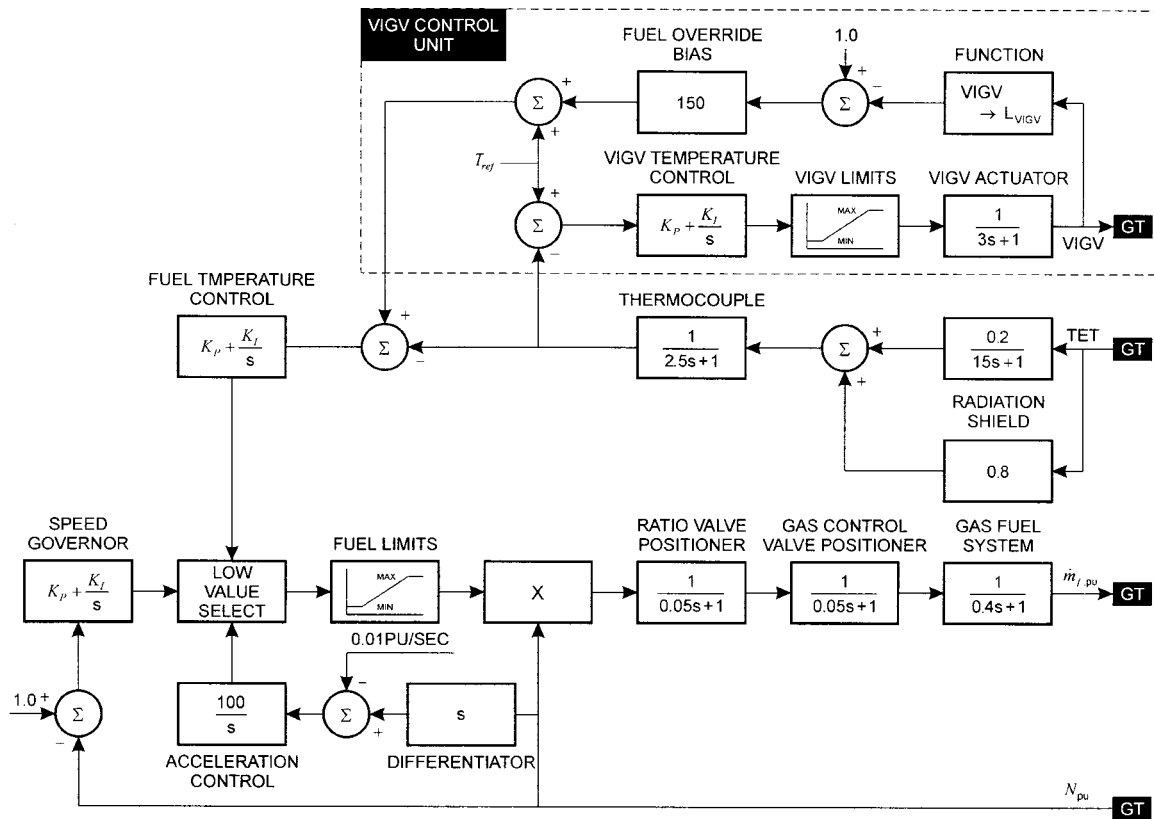 VIGV CONTROL
UNIT
FUEL OVERRIDE
BIAS
1.0
FUNCTION
+
Σ
+
+
150
+
−
Σ
VIGV
→ L_VIGV
T_ref
VIGV TEMPERATURE
CONTROL
VIGV LIMITS
VIGV ACTUATOR
+
Σ
−
K_P + K_I/s
MAX
MIN
1/(3s+1)
VIGV
GT
FUEL TMPERATURE
CONTROL
THERMOCOUPLE
K_P + K_I/s
+
Σ
−
1/(2.5s+1)
+
Σ
+
0.2/(15s+1)
TET
GT
RADIATION
SHIELD
0.8
SPEED
GOVERNOR
FUEL LIMITS
RATIO VALVE
POSITIONER
GAS CONTROL
VALVE POSITIONER
GAS FUEL
SYSTEM
K_P + K_I/s
LOW
VALUE
SELECT
MAX
MIN
X
1/(0.05s+1)
1/(0.05s+1)
1/(0.4s+1)
ṁ_f,pu
GT
0.01PU/SEC
1.0
+
Σ
−
100/s
−
Σ
+
s
ACCELERATION
CONTROL
DIFFERENTIATOR
N_pu
GT